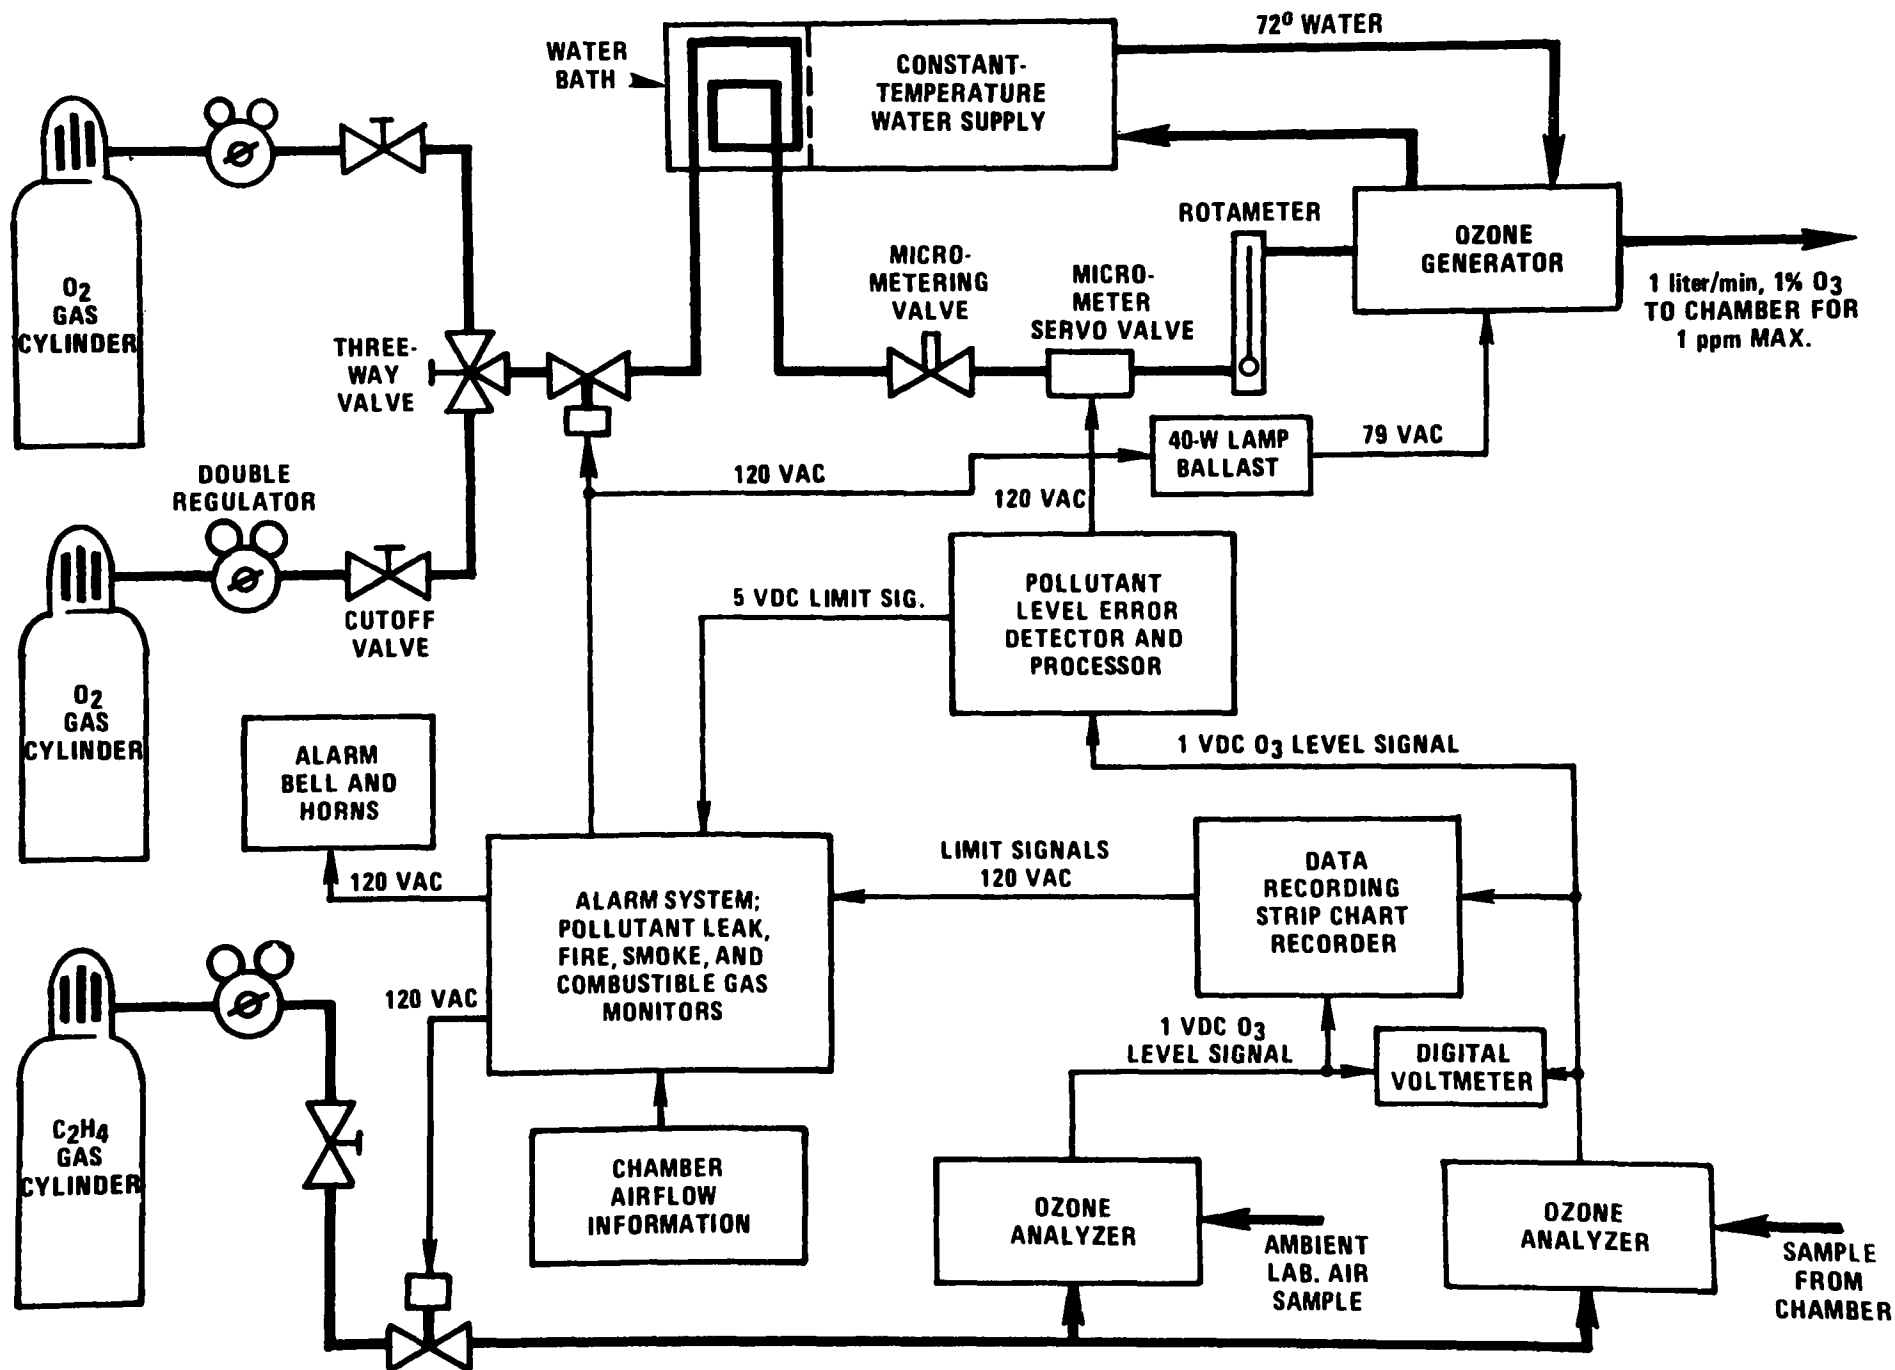 72⁰ WATER
WATER
BATH
CONSTANT-
TEMPERATURE
WATER SUPPLY
ROTAMETER
OZONE
GENERATOR
1 liter/min, 1% O₃
TO CHAMBER FOR
1 ppm MAX.
MICRO-
METERING
VALVE
MICRO-
METER
SERVO VALVE
O₂
GAS
CYLINDER
THREE-
WAY
VALVE
40-W LAMP
BALLAST
79 VAC
120 VAC
120 VAC
DOUBLE
REGULATOR
CUTOFF
VALVE
O₂
GAS
CYLINDER
5 VDC LIMIT SIG.
POLLUTANT
LEVEL ERROR
DETECTOR AND
PROCESSOR
1 VDC O₃ LEVEL SIGNAL
ALARM
BELL AND
HORNS
120 VAC
ALARM SYSTEM;
POLLUTANT LEAK,
FIRE, SMOKE, AND
COMBUSTIBLE GAS
MONITORS
LIMIT SIGNALS
120 VAC
DATA
RECORDING
STRIP CHART
RECORDER
120 VAC
1 VDC O₃
LEVEL SIGNAL
DIGITAL
VOLTMETER
C₂H₄
GAS
CYLINDER
CHAMBER
AIRFLOW
INFORMATION
OZONE
ANALYZER
AMBIENT
LAB. AIR
SAMPLE
OZONE
ANALYZER
SAMPLE
FROM
CHAMBER